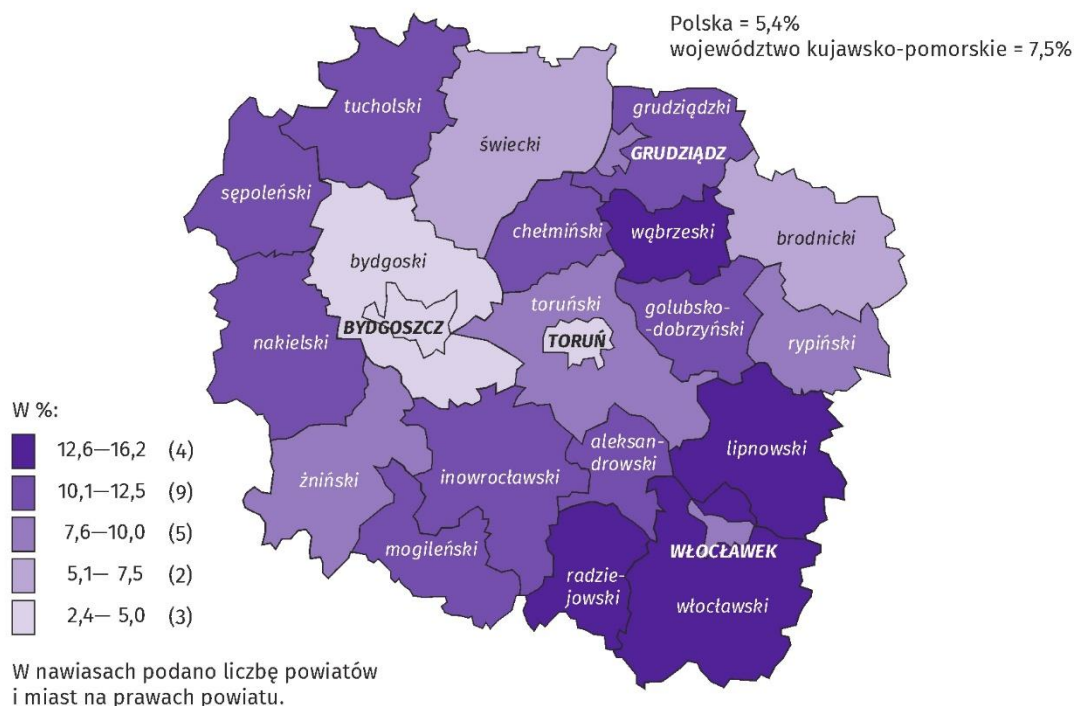 Polska = 5,4%
województwo kujawsko-pomorskie = 7,5%
tucholski
grudziądzki
świecki
GRUDZIĄDZ
sępoleński
chełmiński
wąbrzeski
brodnicki
bydgoski
toruński
golubsko-
-dobrzyński
BYDGOSZCZ
TORUŃ
nakielski
rypiński
aleksan-
drowski
lipnowski
żniński
inowrocławski
mogileński
WŁOCŁAWEK
radzie-
jowski
włocławski
W %:
12,6—16,2 (4)
10,1—12,5 (9)
7,6—10,0 (5)
5,1— 7,5 (2)
2,4— 5,0 (3)
W nawiasach podano liczbę powiatów
i miast na prawach powiatu.